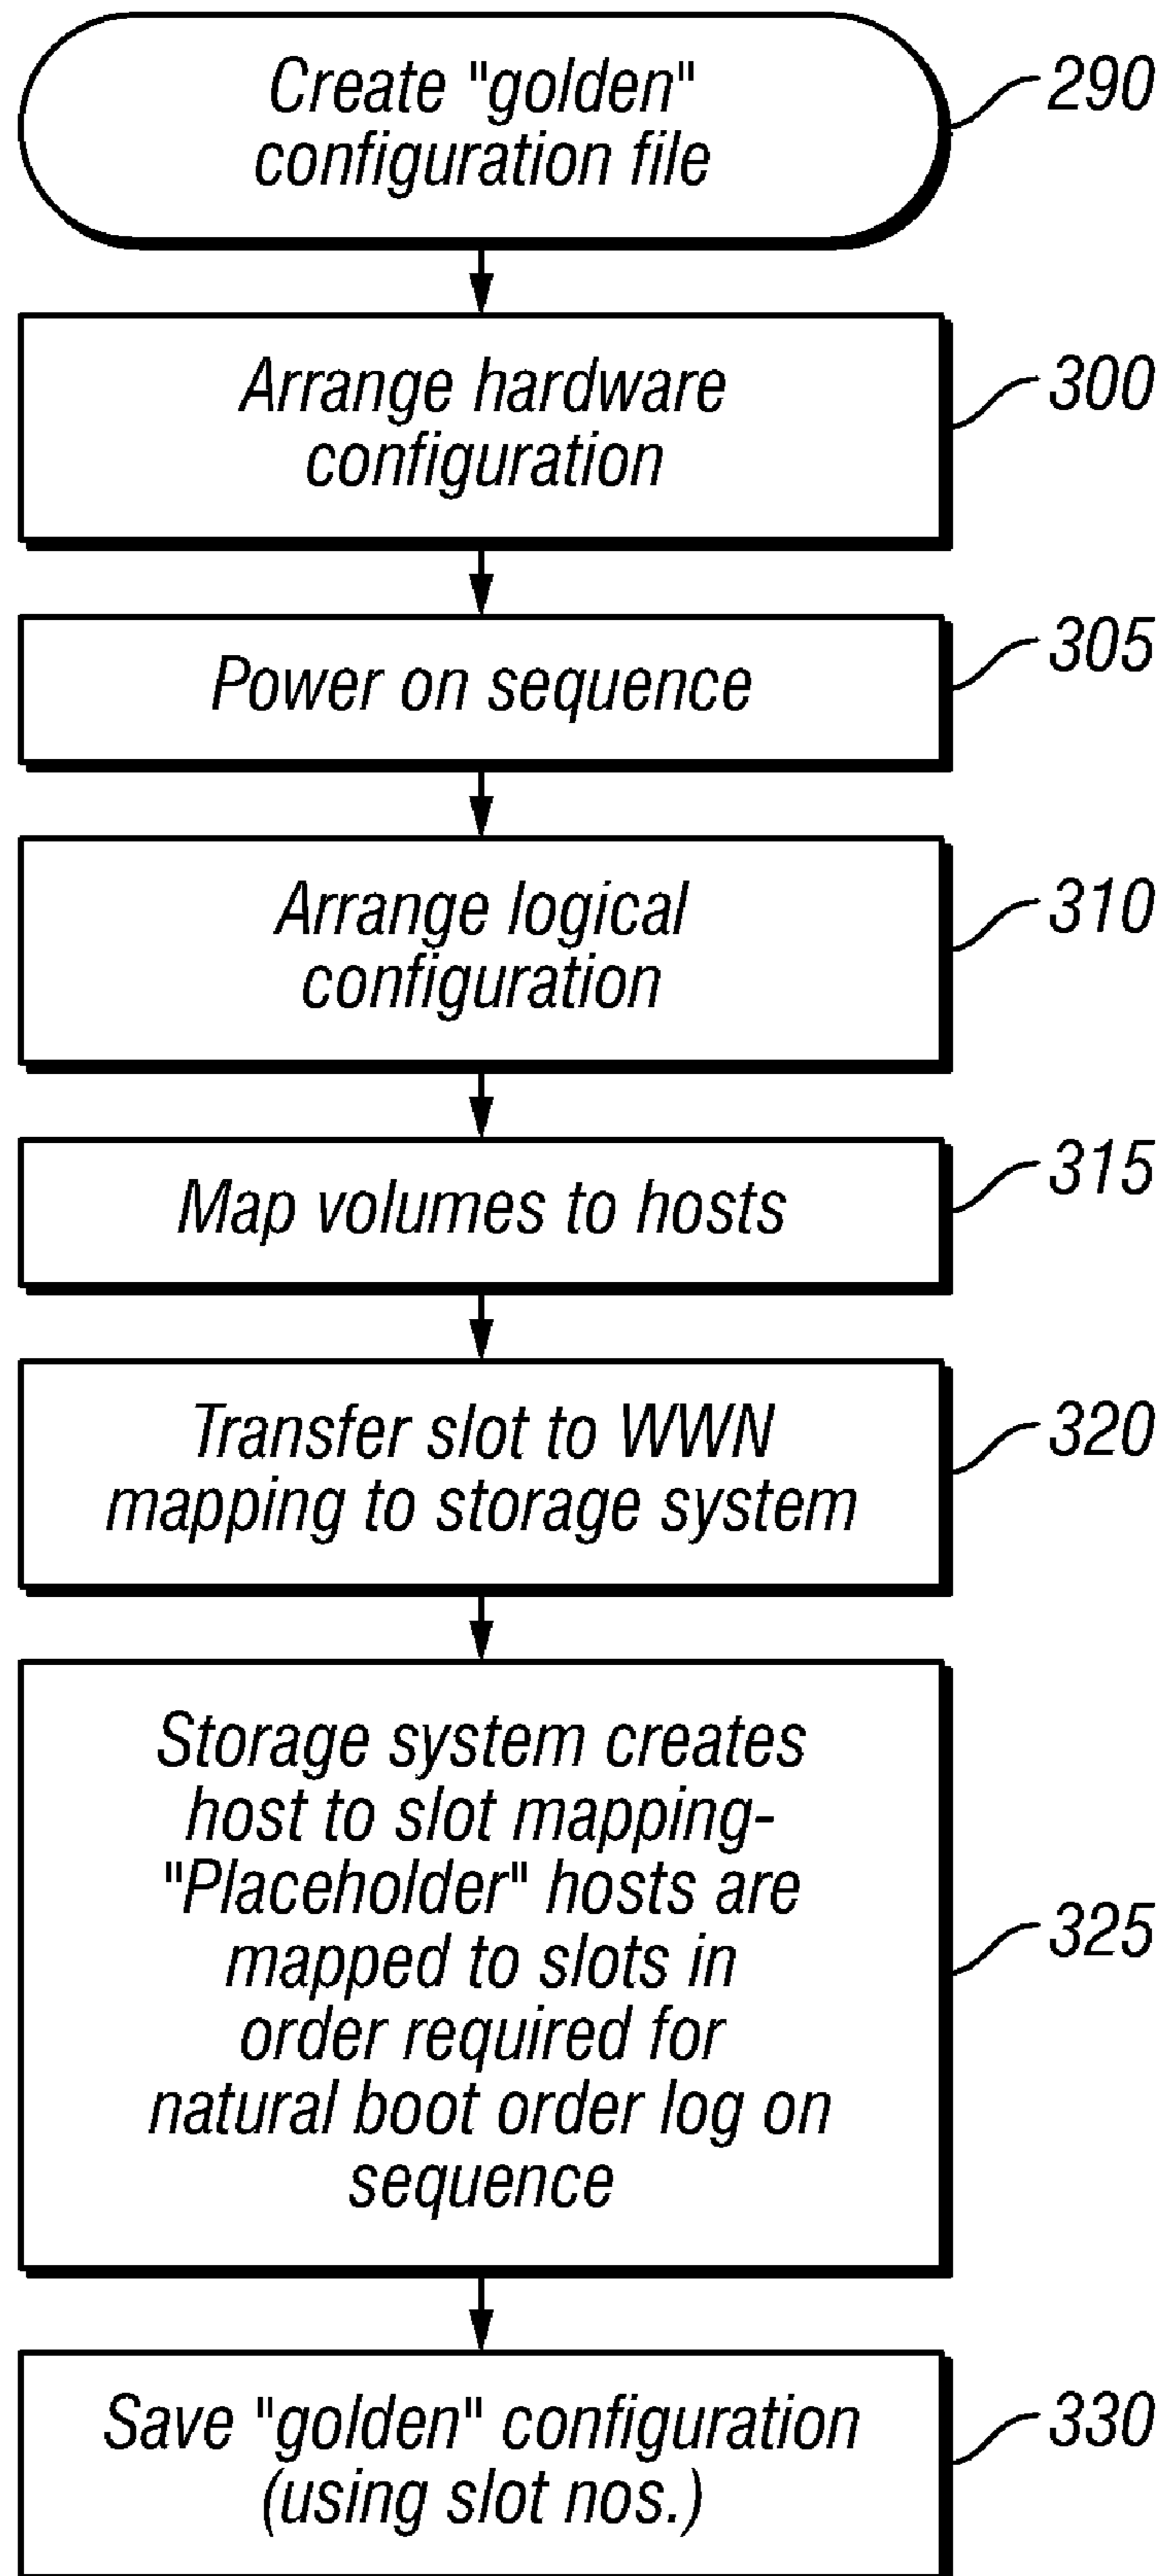 Create "golden"
configuration file
290
Arrange hardware
configuration
300
Power on sequence
305
Arrange logical
configuration
310
Map volumes to hosts
315
Transfer slot to WWN
mapping to storage system
320
Storage system creates
host to slot mapping-
"Placeholder" hosts are
mapped to slots in
order required for
natural boot order log on
sequence
325
Save "golden" configuration
(using slot nos.)
330